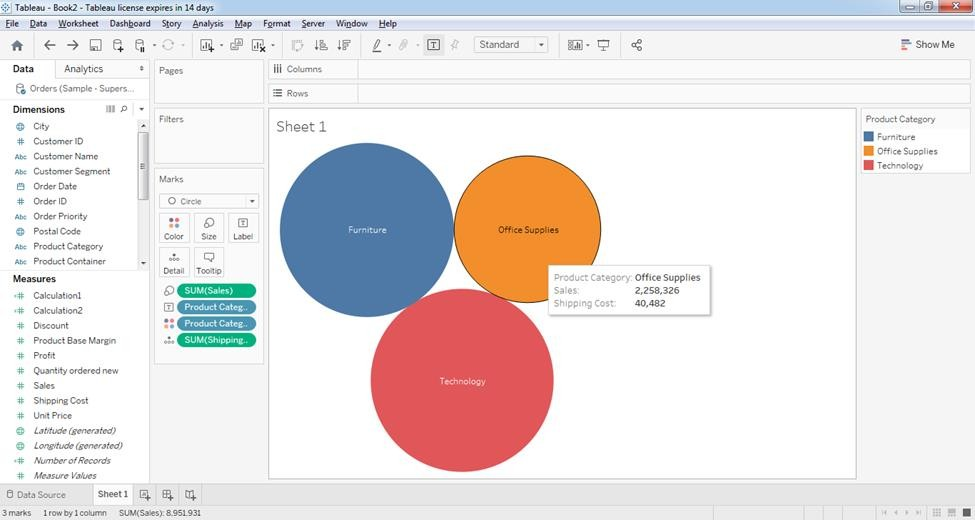 Tableau - Book2 - Tableau license expires in 14 days
File Data Worksheet Dashboard Story Analysis Map Format Server Window Help
Standard
Show Me
Data Analytics
Orders (Sample - Supers...
Dimensions
City
Customer ID
Abc Customer Name
Abc Customer Segment
Order Date
Order ID
Abc Order Priority
Postal Code
Abc Product Category
Abc Product Container
Measures
Calculation1
Calculation2
Discount
Product Base Margin
Profit
Quantity ordered new
Sales
Shipping Cost
Unit Price
Latitude (generated)
Longitude (generated)
Number of Records
Measure Values
Pages
Filters
Marks
Circle
Color Size Label
Detail Tooltip
SUM(Sales)
Product Categ..
Product Categ..
SUM(Shipping..
Columns
Rows
Sheet 1
Furniture
Office Supplies
Product Category: Office Supplies
Sales: 2,258,326
Shipping Cost: 40,482
Technology
Product Category
Furniture
Office Supplies
Technology
Data Source Sheet 1
3 marks 1 row by 1 column SUM(Sales): 8,951,931